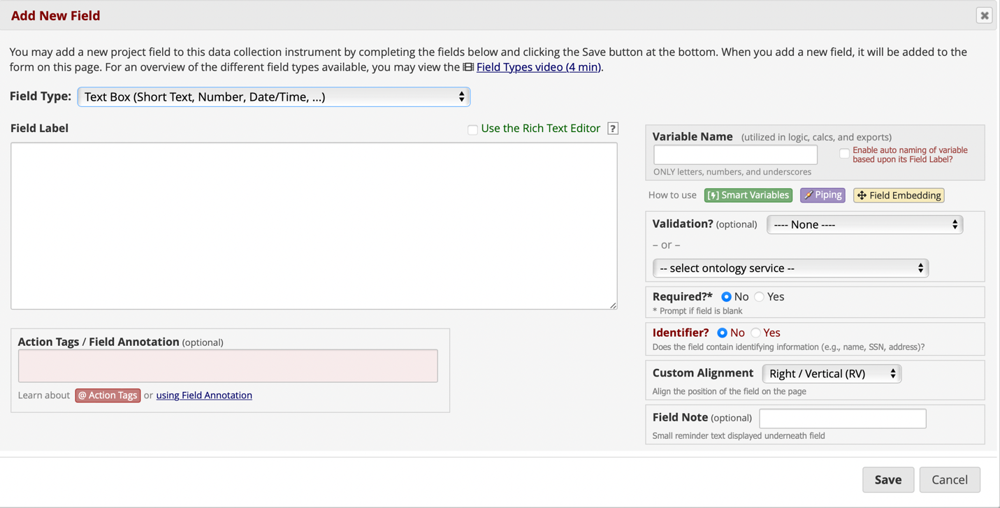 Add New Field
You may add a new project field to this data collection instrument by completing the fields below and clicking the Save button at the bottom. When you add a new field, it will be added to the
form on this page. For an overview of the different field types available, you may view the Field Types video (4 min).
Field Type: Text Box (Short Text, Number, Date/Time, ...)
Field Label
Use the Rich Text Editor ?
Action Tags / Field Annotation (optional)
Learn about @ Action Tags or using Field Annotation
Variable Name (utilized in logic, calcs, and exports)
Enable auto naming of variable
based upon its Field Label?
ONLY letters, numbers, and underscores
How to use [⚡] Smart Variables Piping Field Embedding
Validation? (optional) ---- None ----
– or –
-- select ontology service --
Required?* No Yes
* Prompt if field is blank
Identifier? No Yes
Does the field contain identifying information (e.g., name, SSN, address)?
Custom Alignment Right / Vertical (RV)
Align the position of the field on the page
Field Note (optional)
Small reminder text displayed underneath field
Save Cancel